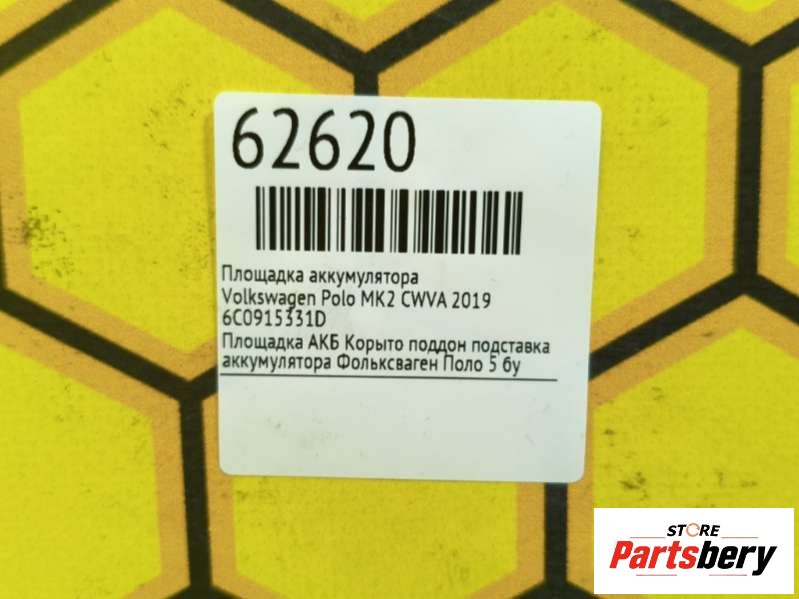 62620
Площадка аккумулятора
Volkswagen Polo MK2 CWVA 2019
6C0915331D
Площадка АКБ Корыто поддон подставка
аккумулятора Фольксваген Поло 5 бу
STORE
Partsbery